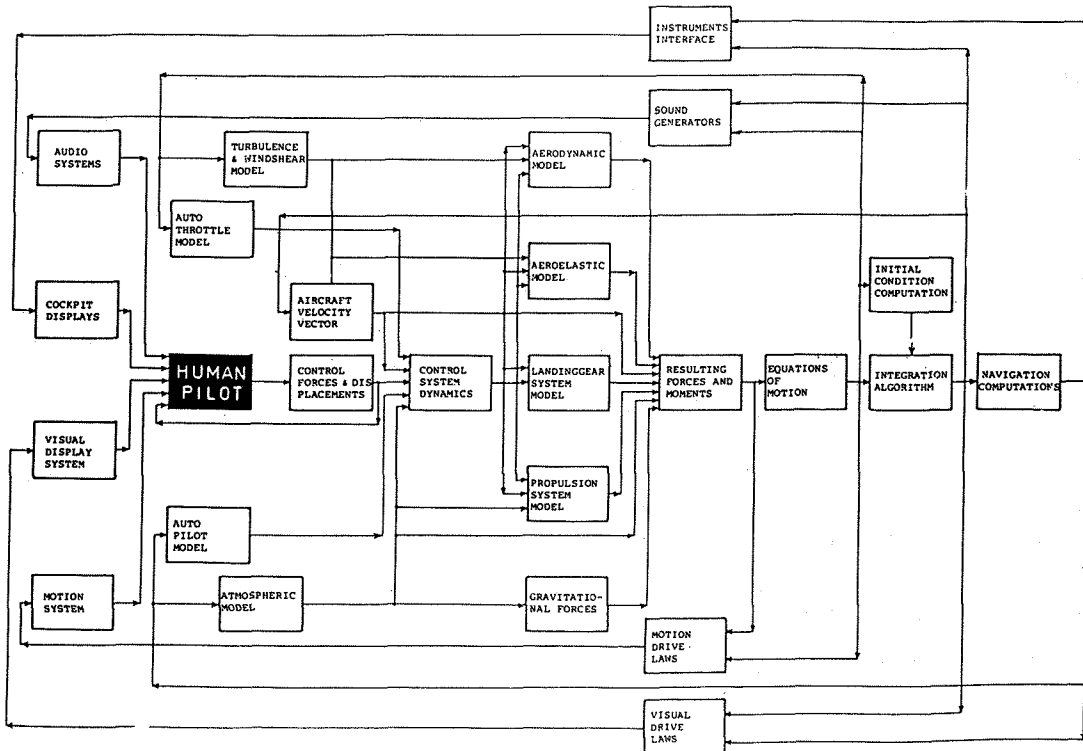 INSTRUMENTS
INTERFACE
SOUND
GENERATORS
AUDIO
SYSTEMS
TURBULENCE
& WINDSHEAR
MODEL
AERODYNAMIC
MODEL
AUTO
THROTTLE
MODEL
AEROELASTIC
MODEL
INITIAL
CONDITION
COMPUTATION
COCKPIT
DISPLAYS
AIRCRAFT
VELOCITY
VECTOR
HUMAN
PILOT
CONTROL
FORCES & DIS
PLACEMENTS
CONTROL
SYSTEM
DYNAMICS
LANDINGGEAR
SYSTEM
MODEL
RESULTING
FORCES AND
MOMENTS
EQUATIONS
OF
MOTION
INTEGRATION
ALGORITHM
NAVIGATION
COMPUTATIONS
VISUAL
DISPLAY
SYSTEM
PROPULSION
SYSTEM
MODEL
AUTO
PILOT
MODEL
MOTION
SYSTEM
ATMOSPHERIC
MODEL
GRAVITATIO-
NAL FORCES
MOTION
DRIVE
LAWS
VISUAL
DRIVE
LAWS